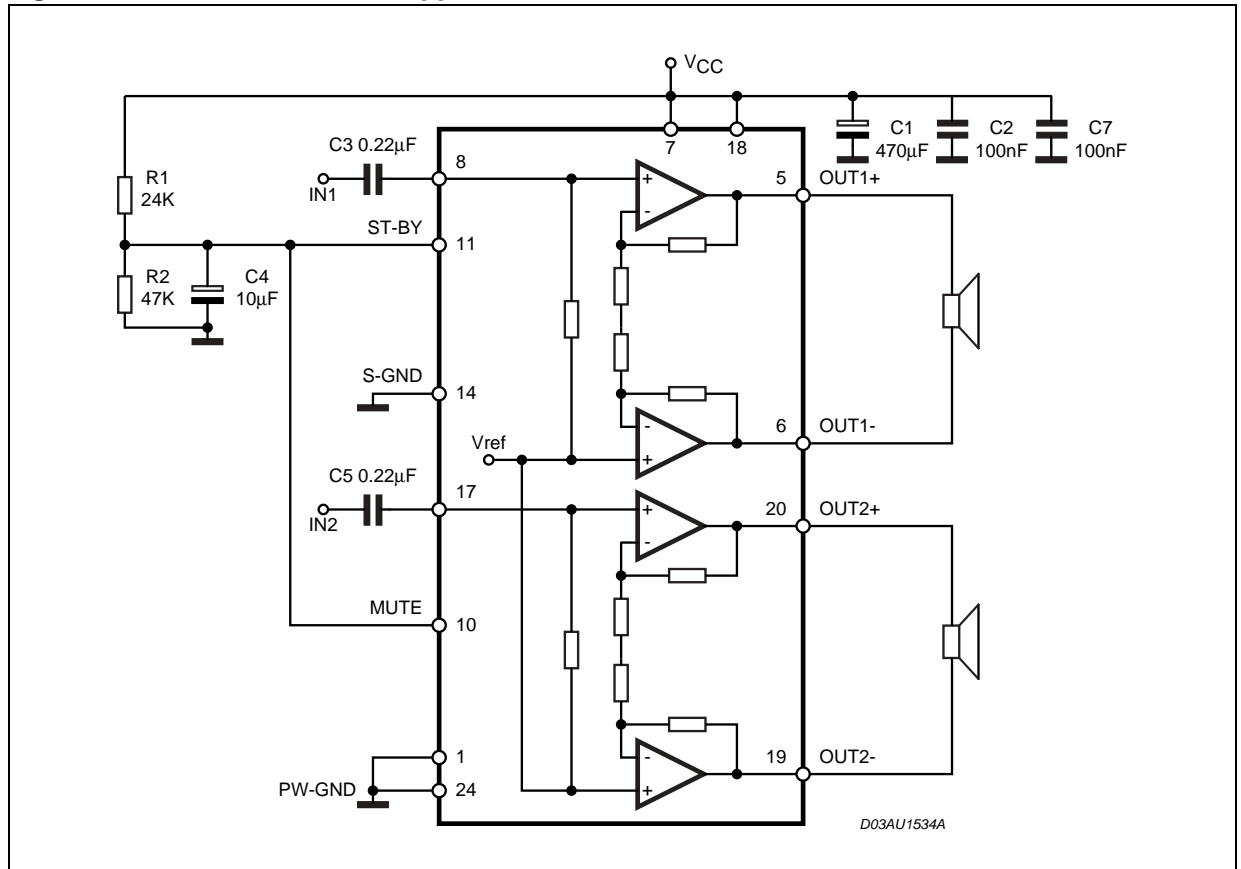 VCC
C3 0.22μF
8
IN1
7
18
C1
470μF
C2
100nF
C7
100nF
R1
24K
ST-BY
11
5
OUT1+
+
-
R2
47K
C4
10μF
S-GND
14
6
OUT1-
-
+
Vref
C5 0.22μF
17
IN2
20
OUT2+
+
-
MUTE
10
1
19
OUT2-
-
+
PW-GND
24
D03AU1534A